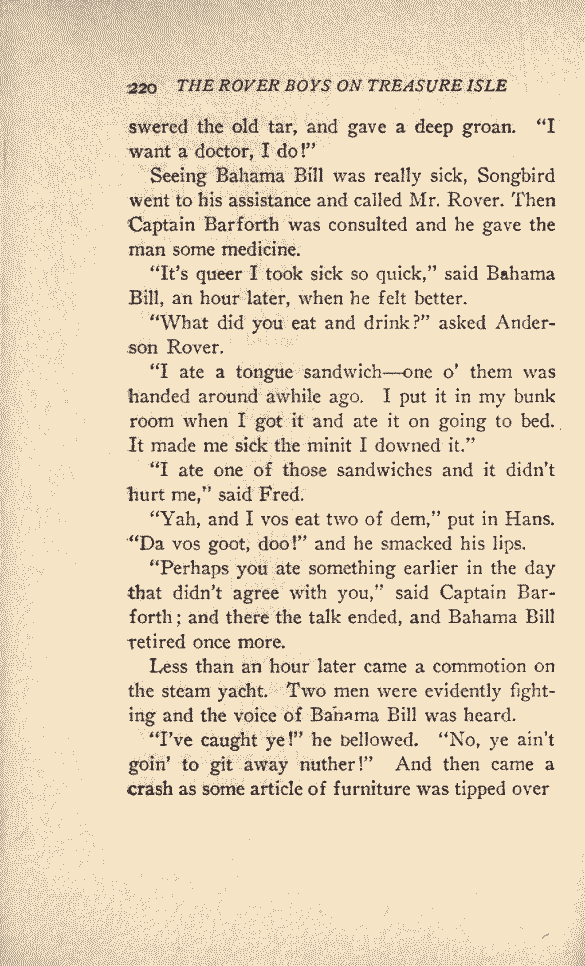 220 THE ROVER BOYS ON TREASURE ISLE
swered the old tar, and gave a deep groan. “I
want a doctor, I do!”
Seeing Bahama Bill was really sick, Songbird
went to his assistance and called Mr. Rover. Then
Captain Barforth was consulted and he gave the
man some medicine.
“It’s queer I took sick so quick,” said Bahama
Bill, an hour later, when he felt better.
“What did you eat and drink?” asked Ander-
son Rover.
“I ate a tongue sandwich—one o’ them was
handed around awhile ago. I put it in my bunk
room when I got it and ate it on going to bed.
It made me sick the minit I downed it.”
“I ate one of those sandwiches and it didn’t
hurt me,” said Fred.
“Yah, and I vos eat two of dem,” put in Hans.
“Da vos goot, doo!” and he smacked his lips.
“Perhaps you ate something earlier in the day
that didn’t agree with you,” said Captain Bar-
forth; and there the talk ended, and Bahama Bill
retired once more.
Less than an hour later came a commotion on
the steam yacht. Two men were evidently fight-
ing and the voice of Bahama Bill was heard.
“I’ve caught ye!” he bellowed. “No, ye ain’t
goin’ to git away nuther!” And then came a
crash as some article of furniture was tipped over